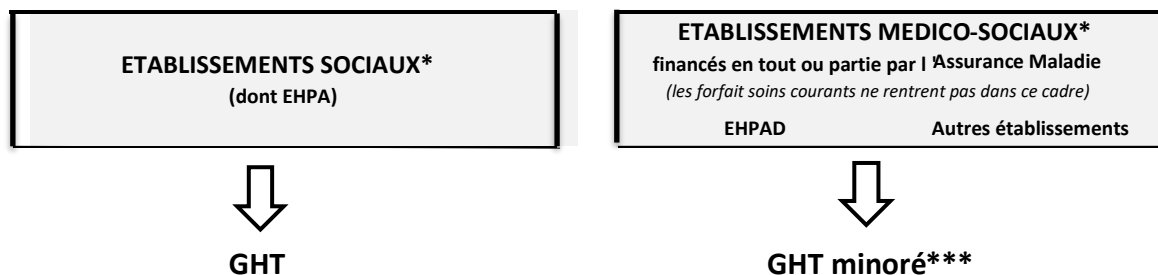 ETABLISSEMENTS SOCIAUX*
(dont EHPA)
GHT
ETABLISSEMENTS MEDICO-SOCIAUX*
financés en tout ou partie par l 'Assurance Maladie
(les forfait soins courants ne rentrent pas dans ce cadre)
EHPAD Autres établissements
GHT minoré***